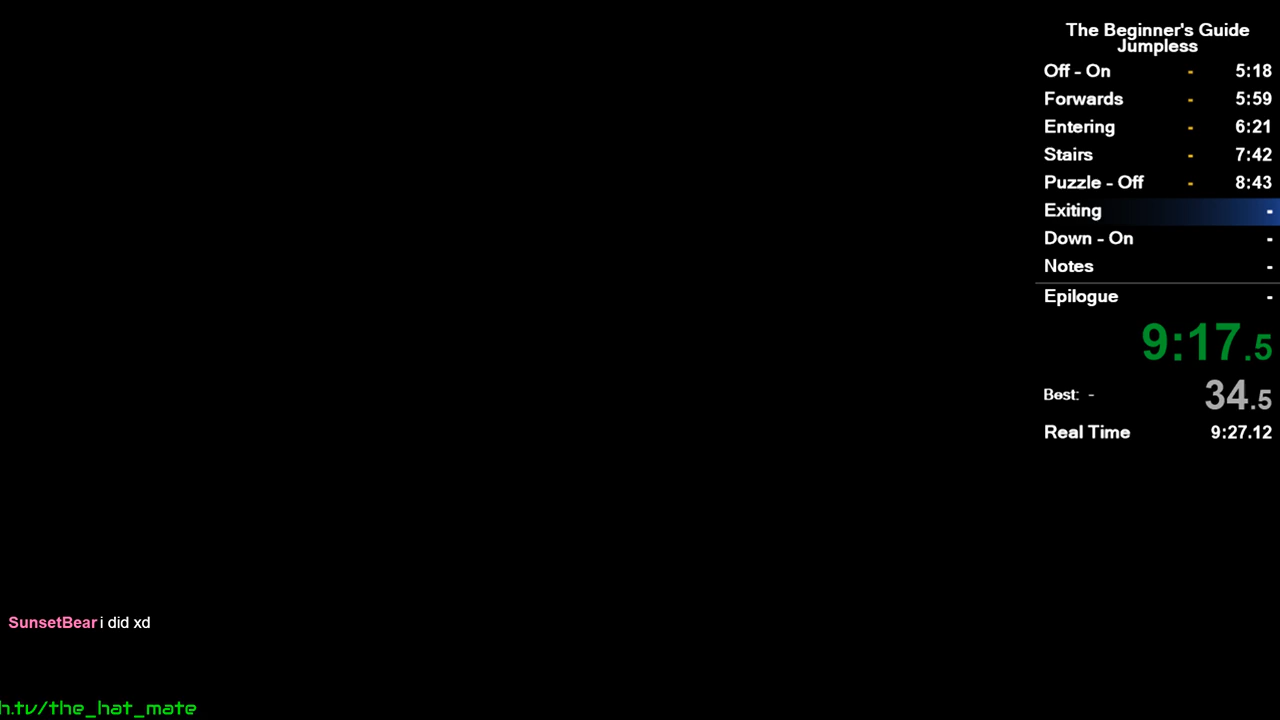 The Beginner's Guide
Jumpless
Off - On - 5:18
Forwards - 5:59
Entering - 6:21
Stairs - 7:42
Puzzle - Off - 8:43
Exiting -
Down - On -
Notes -
Epilogue -
9:17.5
Best: - 34.5
Real Time 9:27.12
SunsetBear i did xd
h.tv/the_hat_mate